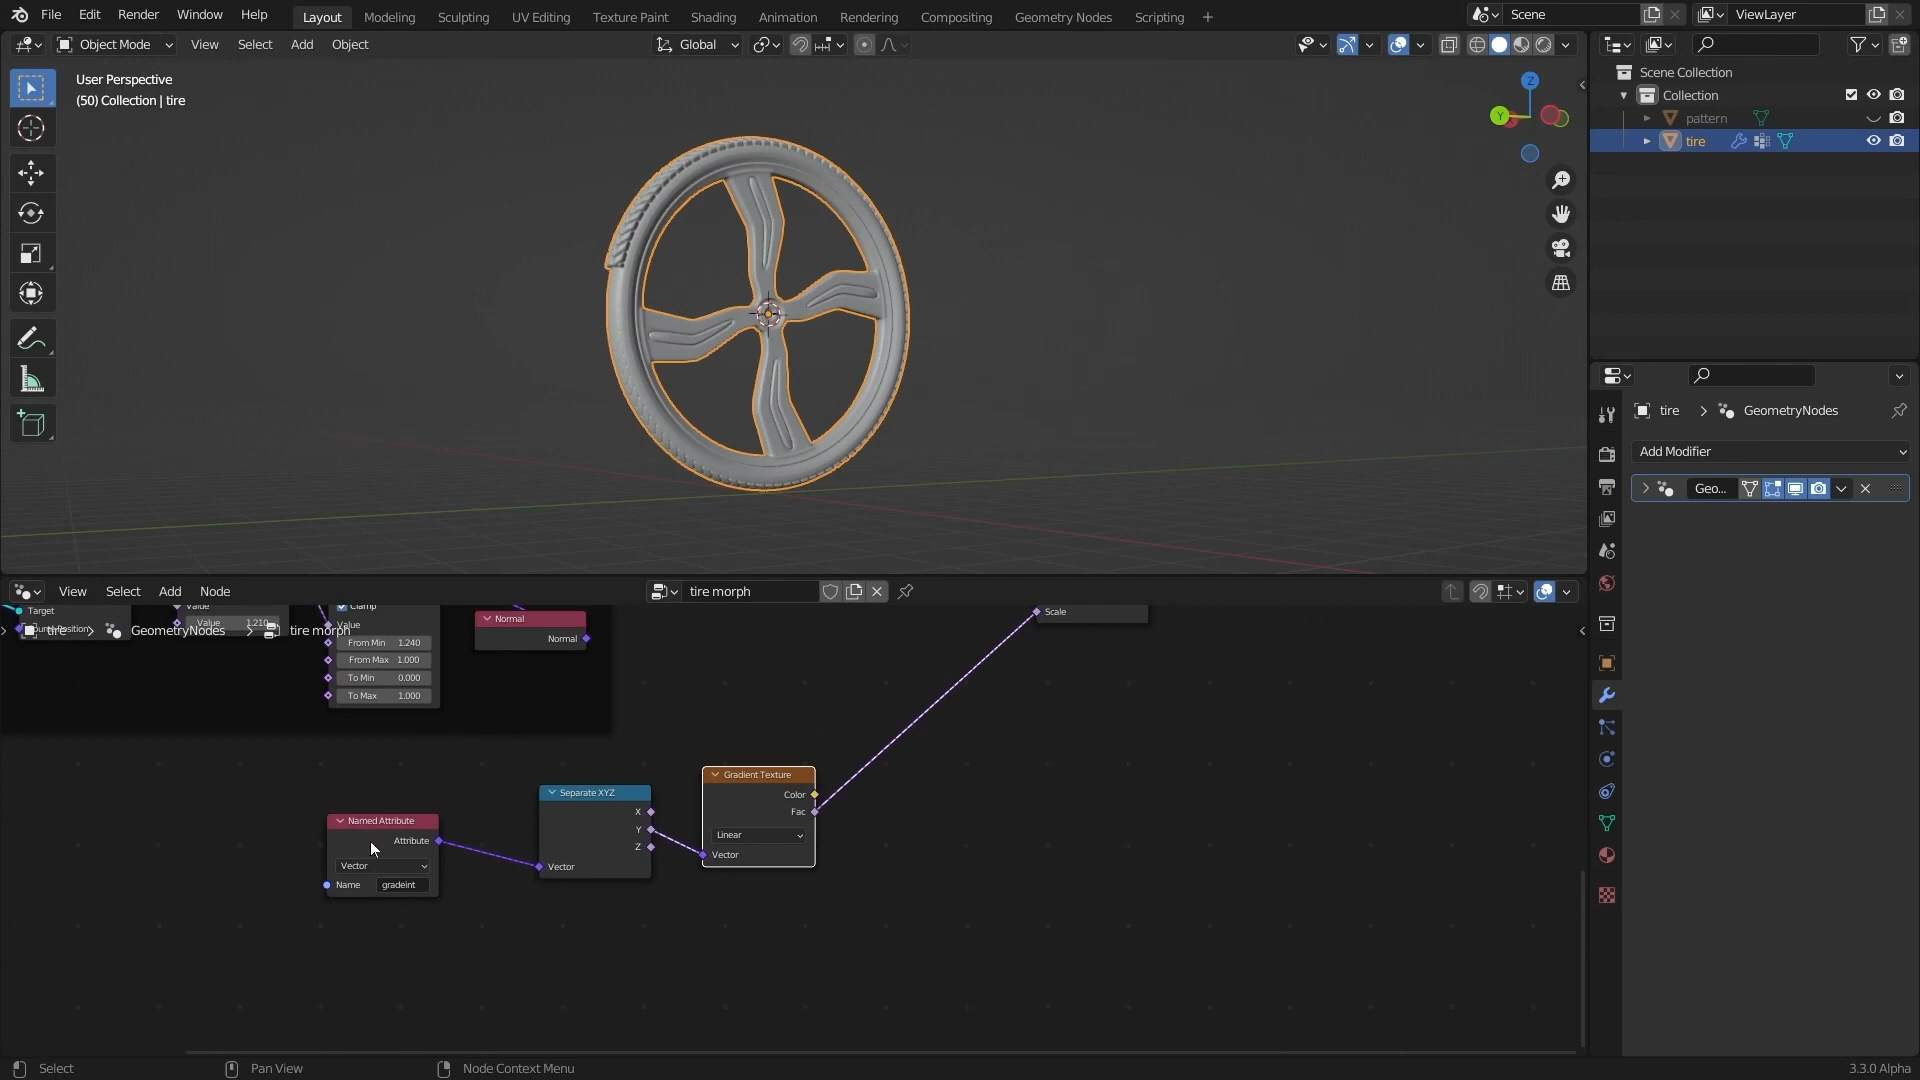 File Edit Render Window Help
Layout Modeling Sculpting UV Editing Texture Paint Shading Animation Rendering Compositing Geometry Nodes Scripting +
Scene
ViewLayer
Object Mode View Select Add Object
Global
User Perspective
(50) Collection | tire
Z
Y
Scene Collection
Collection
pattern
tire
tire > GeometryNodes
Add Modifier
Geo...
View Select Add Node
tire morph
Target
Value
Value 1.210
Clamp
Value
From Min 1.240
From Max 1.000
To Min 0.000
To Max 1.000
Normal
Normal
Scale
tire > GeometryNodes > tire morph
Gradient Texture
Color
Fac
Linear
Vector
Separate XYZ
X
Y
Z
Vector
Named Attribute
Attribute
Vector
Name gradeint
Select
Pan View
Node Context Menu
3.3.0 Alpha